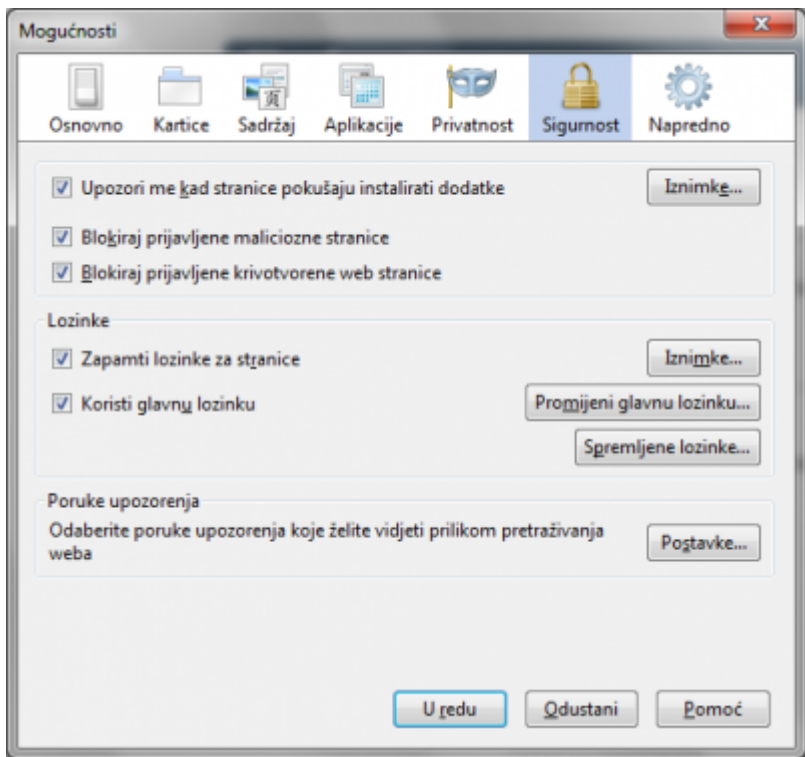 Mogućnosti
Osnovno Kartice Sadržaj Aplikacije Privatnost Sigurnost Napredno
Upozori me kad stranice pokušaju instalirati dodatke Iznimke...
Blokiraj prijavljene maliciozne stranice
Blokiraj prijavljene krivotvorene web stranice
Lozinke
Zapamti lozinke za stranice Iznimke...
Koristi glavnu lozinku Promijeni glavnu lozinku...
Spremljene lozinke...
Poruke upozorenja
Odaberite poruke upozorenja koje želite vidjeti prilikom pretraživanja
weba Postavke...
U redu Odustani Pomoć